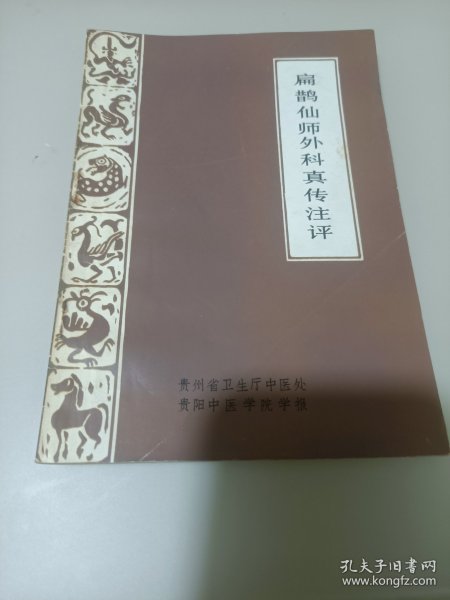 扁鹊仙师外科真传注评
贵州省卫生厅中医处
贵阳中医学院学报
孔夫子旧书网
www.kongfz.com